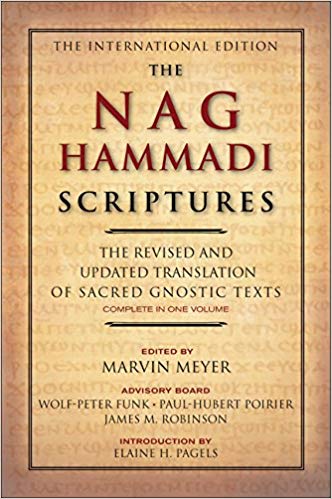 THE INTERNATIONAL EDITION
THE
NAG
HAMMADI
SCRIPTURES
THE REVISED AND
UPDATED TRANSLATION
OF SACRED GNOSTIC TEXTS
COMPLETE IN ONE VOLUME
EDITED BY
MARVIN MEYER
ADVISORY BOARD
WOLF-PETER FUNK • PAUL-HUBERT POIRIER
JAMES M. ROBINSON
INTRODUCTION BY
ELAINE H. PAGELS